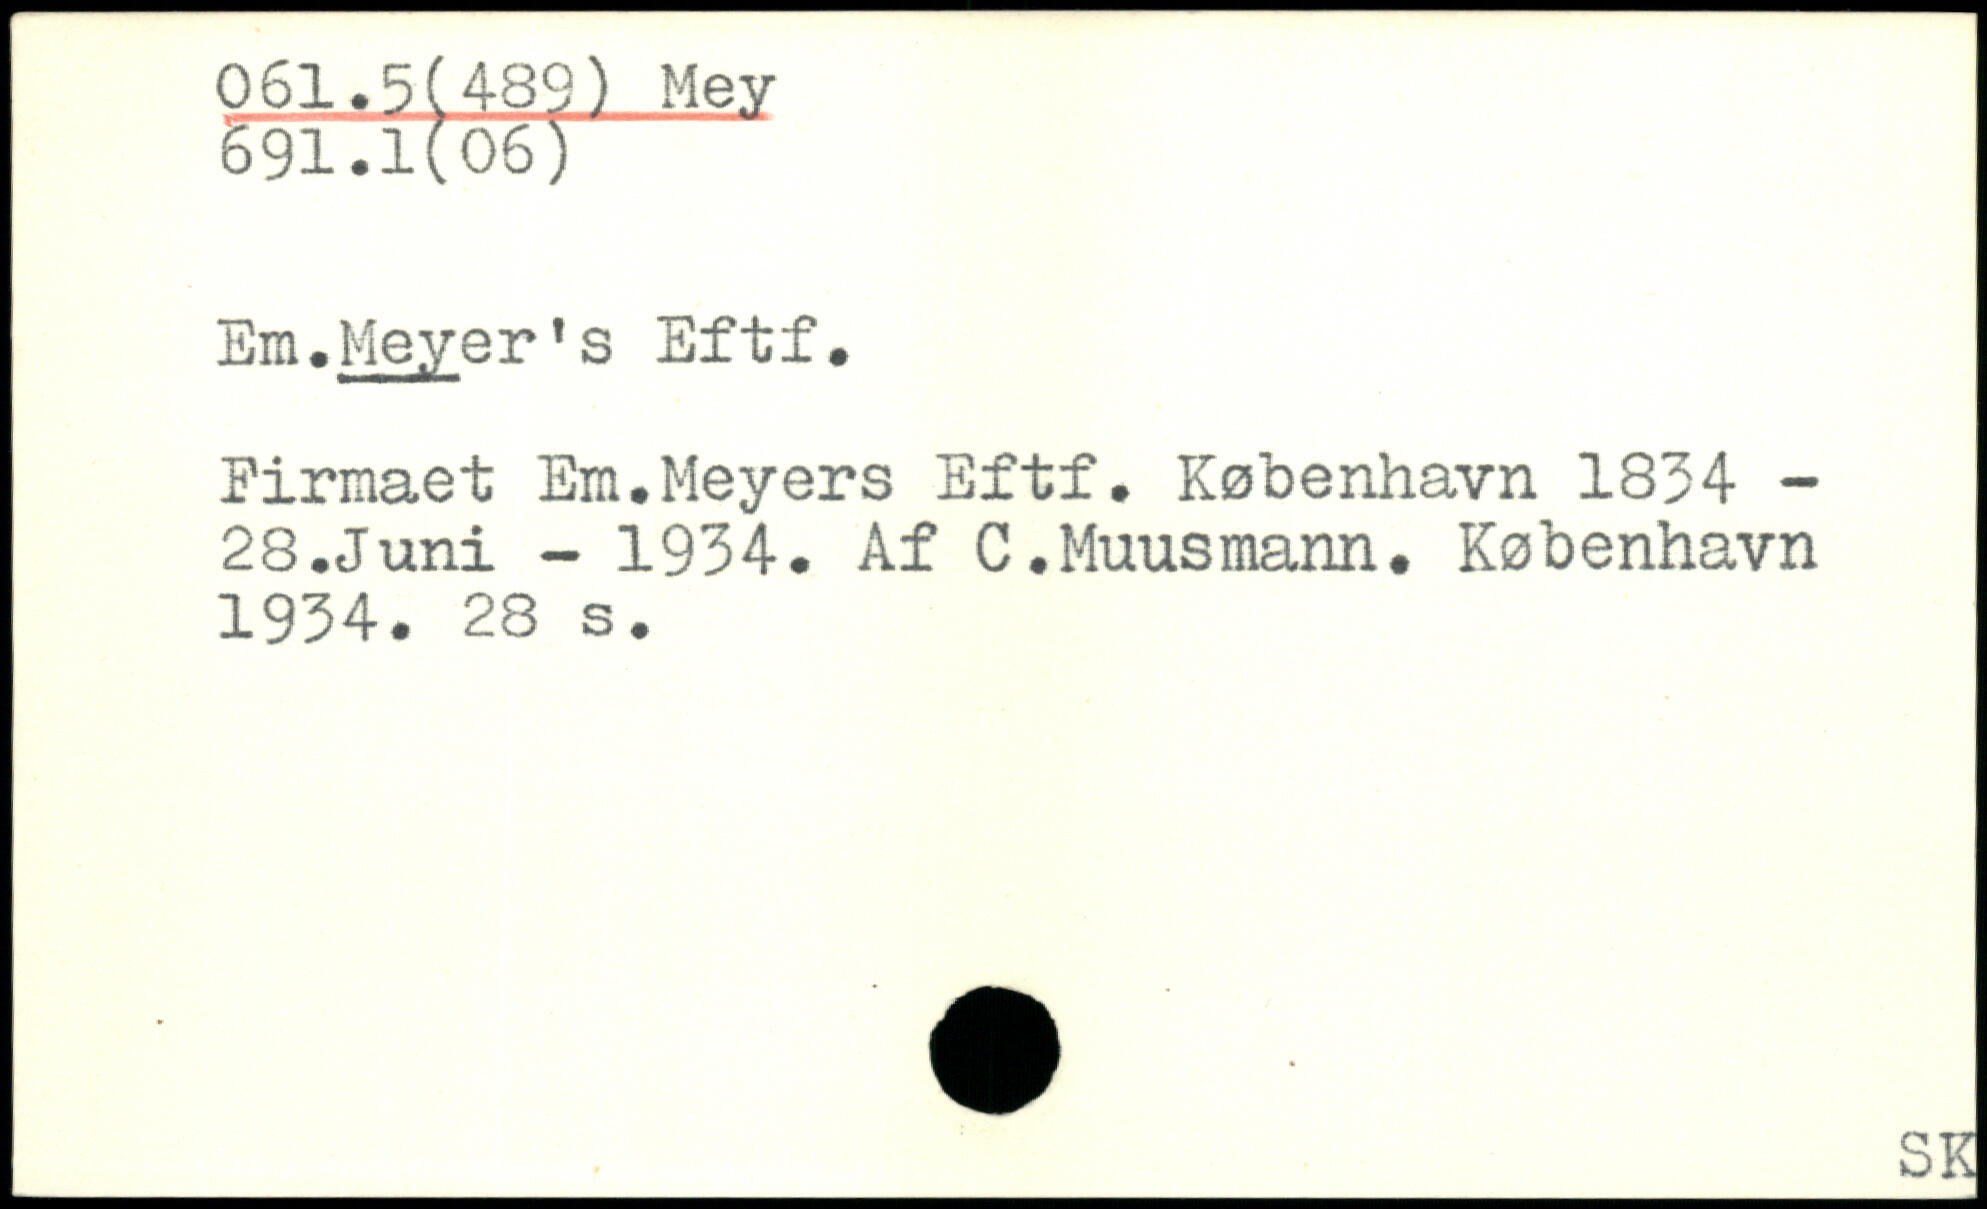 061.5(489) Mey
691.1(06)
Em.Meyer's Eftf.
Firmaet Em.Meyers Eftf. København 1834 -
28.Juni - 1934. Af C.Muusmann. København
1934. 28 s.
SK